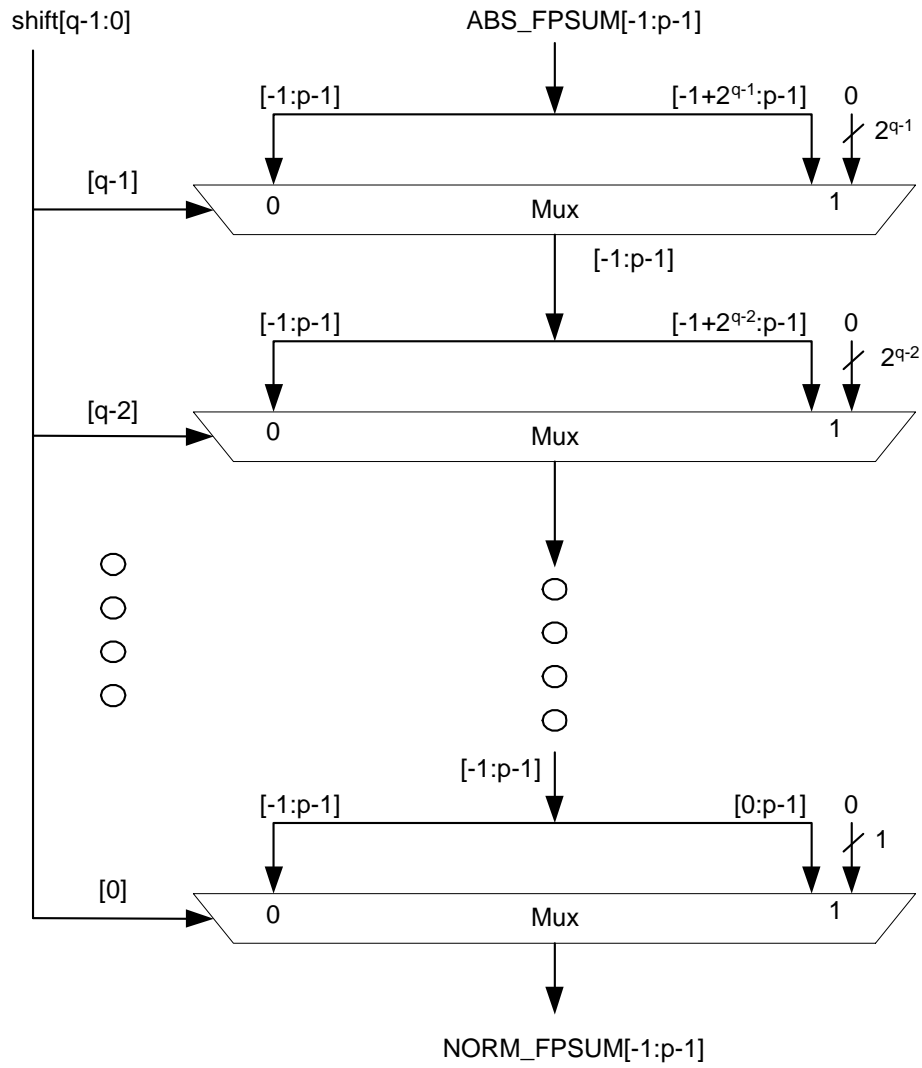 shift[q-1:0] ABS_FPSUM[-1:p-1]
[-1:p-1] [-1+2^{q-1}:p-1] 0
2^{q-1}
[q-1]
0 Mux 1
[-1:p-1]
[-1:p-1] [-1+2^{q-2}:p-1] 0
2^{q-2}
[q-2]
0 Mux 1
[-1:p-1]
[-1:p-1] [0:p-1] 0
1
[0]
0 Mux 1
NORM_FPSUM[-1:p-1]